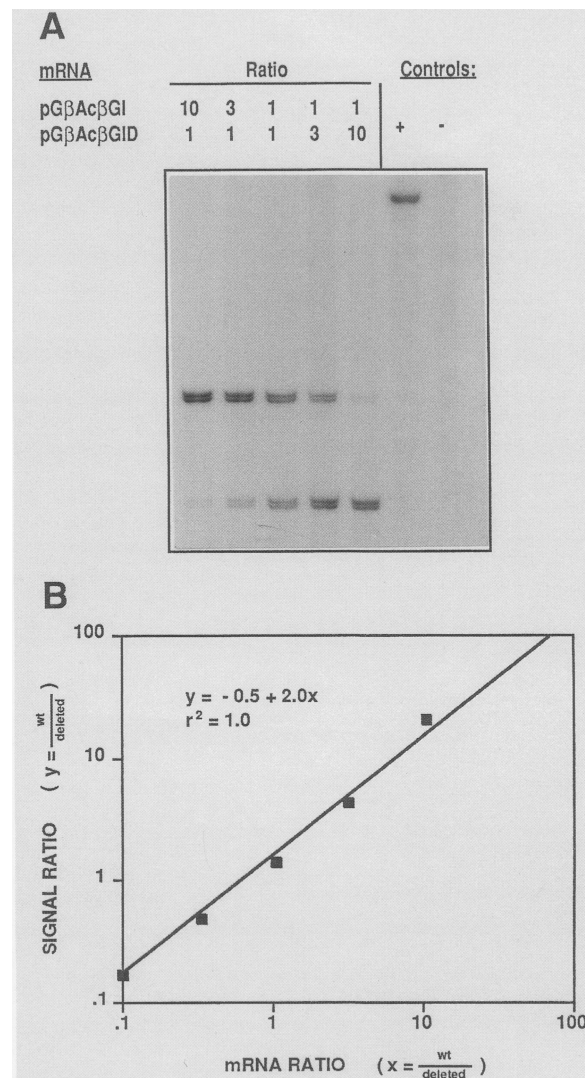 A
mRNA Ratio Controls:
pGβAcβGI 10 3 1 1 1
pGβAcβGID 1 1 1 3 10 + -
B
100
10
1
.1
y = - 0.5 + 2.0x
r² = 1.0
SIGNAL RATIO ( y = wt/deleted )
.1 1 10 100
mRNA RATIO ( x = wt/deleted )